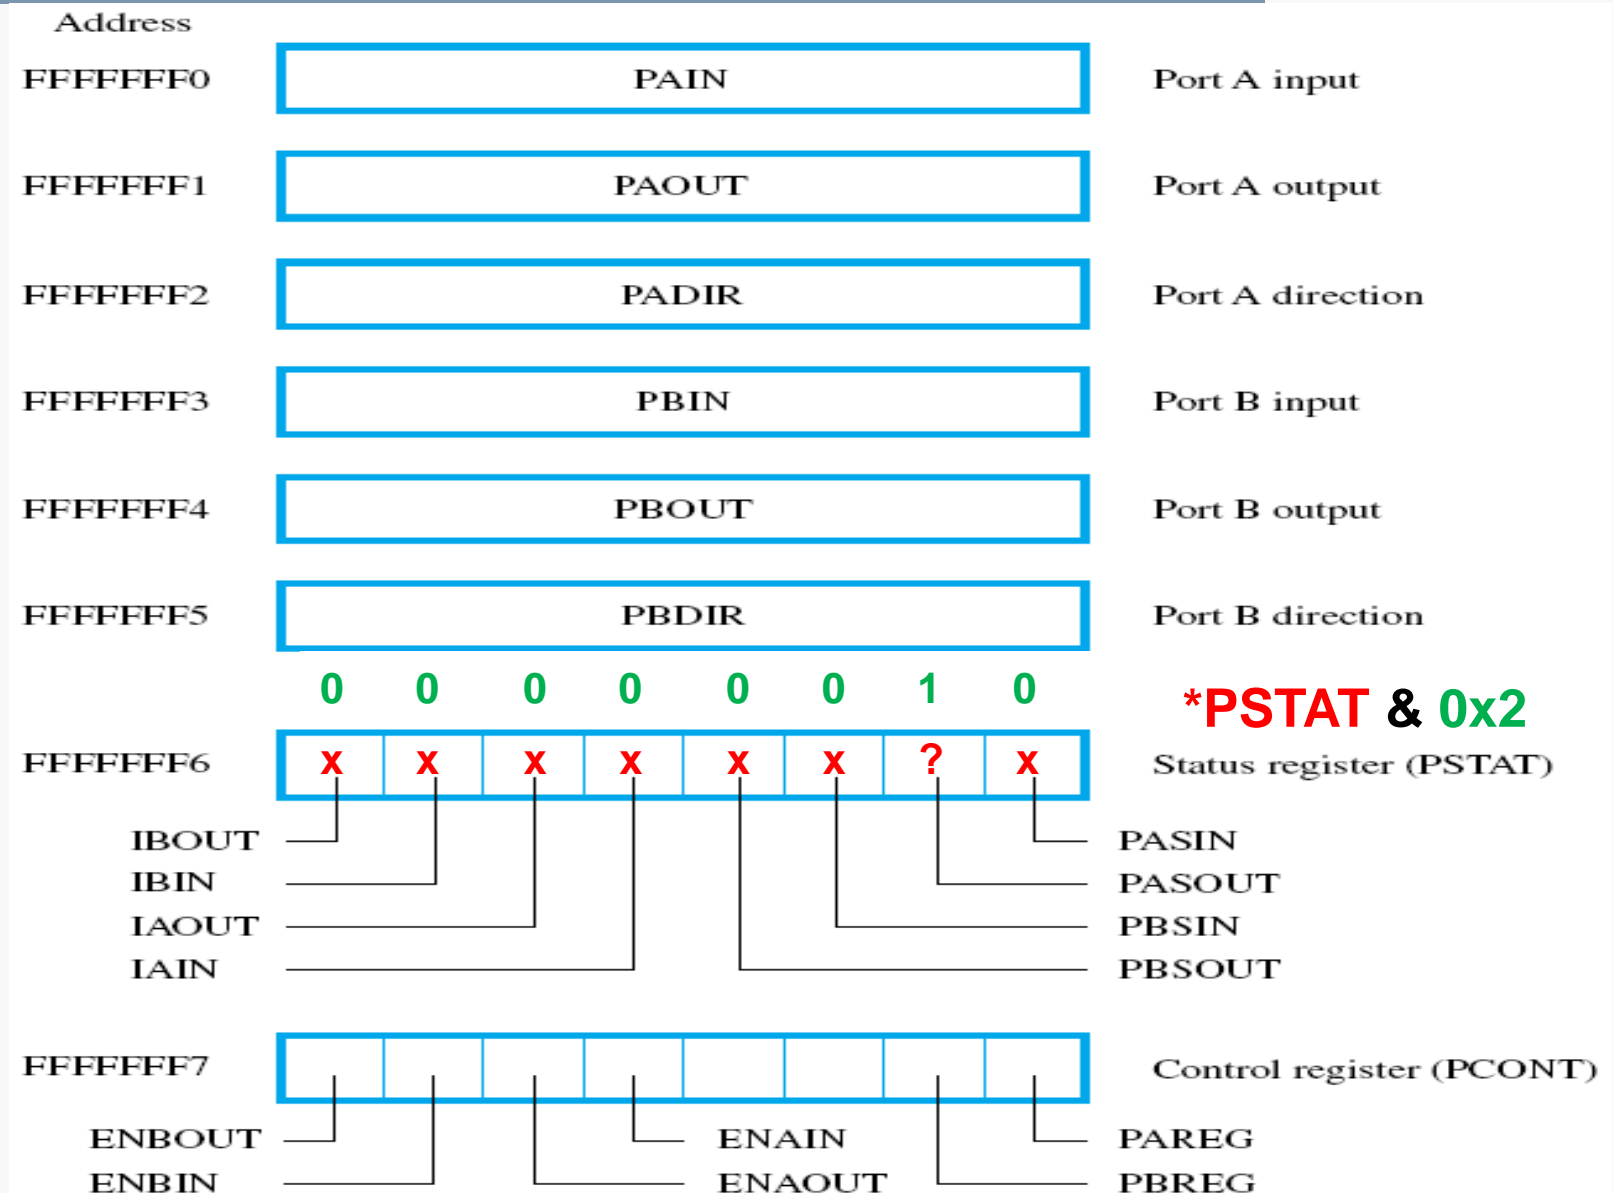 Address
FFFFFFF0 PAIN Port A input
FFFFFFF1 PAOUT Port A output
FFFFFFF2 PADIR Port A direction
FFFFFFF3 PBIN Port B input
FFFFFFF4 PBOUT Port B output
FFFFFFF5 PBDIR Port B direction
0 0 0 0 0 0 1 0 *PSTAT & 0x2
FFFFFFF6 x x x x x x ? x Status register (PSTAT)
IBOUT PASIN
IBIN PASOUT
IAOUT PBSIN
IAIN PBSOUT
FFFFFFF7 Control register (PCONT)
ENBOUT ENAIN PAREG
ENBIN ENAOUT PBREG